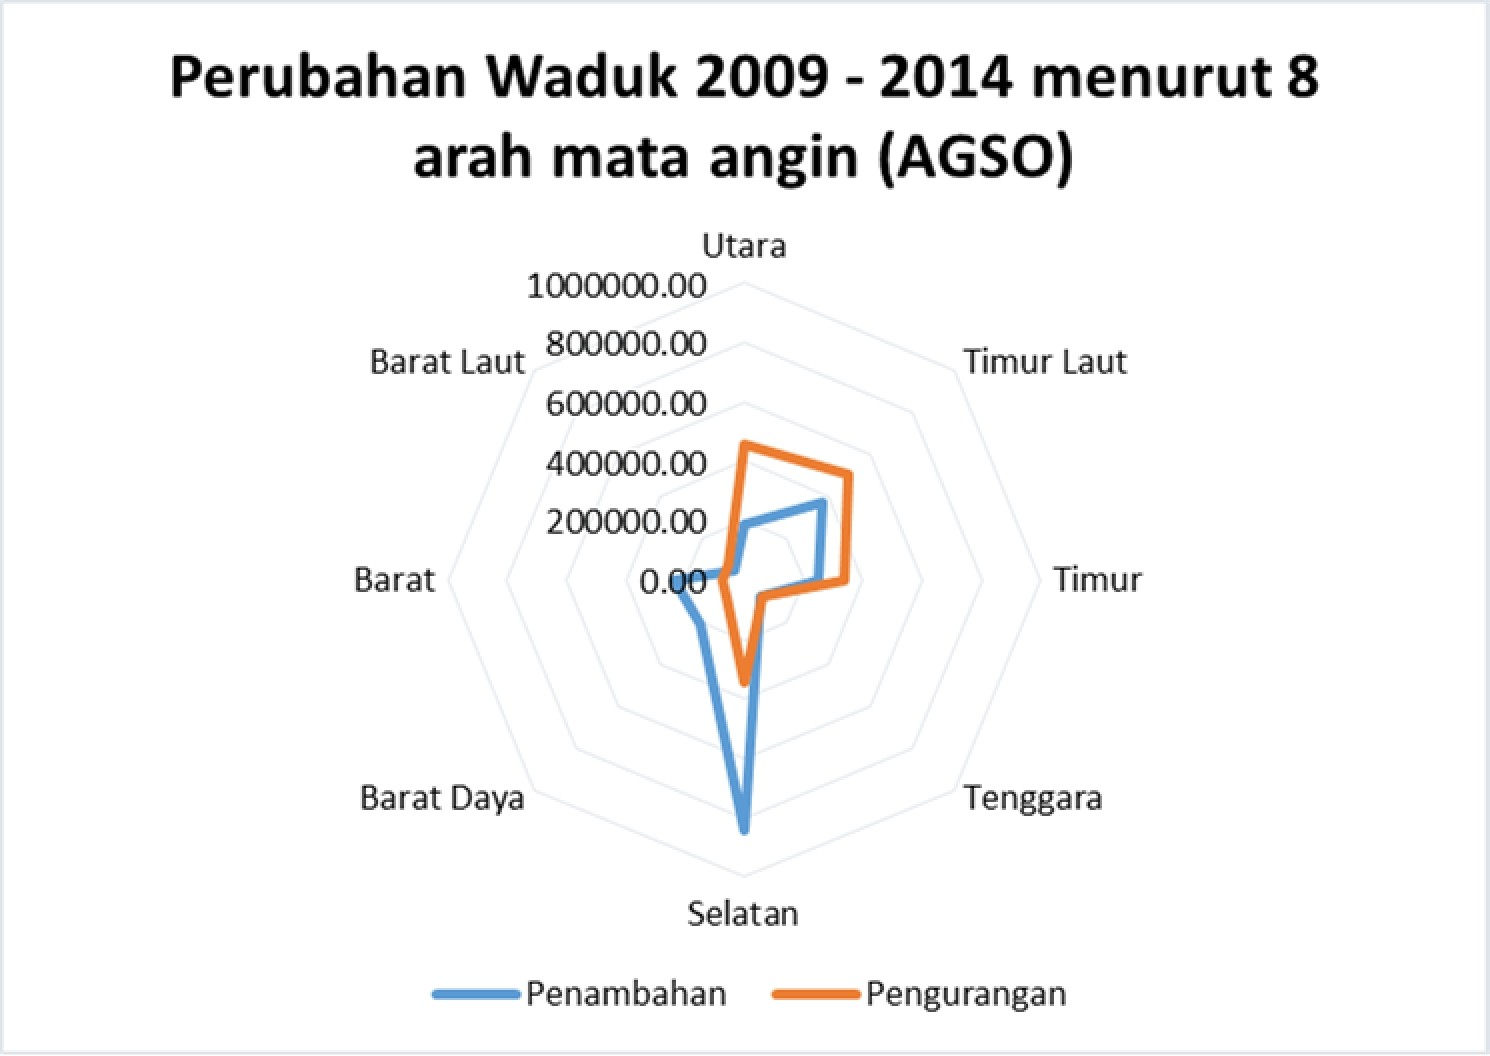 Perubahan Waduk 2009 - 2014 menurut 8
arah mata angin (AGSO)
Utara
1000000.00
800000.00
600000.00
400000.00
200000.00
0.00
Barat Laut
Timur Laut
Barat
Timur
Barat Daya
Tenggara
Selatan
Penambahan
Pengurangan